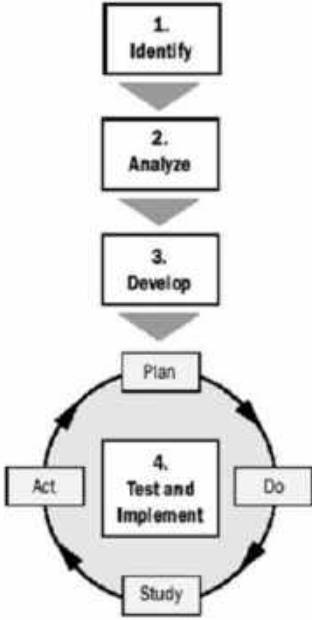 1.
Identify
2.
Analyze
3.
Develop
Plan
Act
4.
Test and
Implement
Do
Study